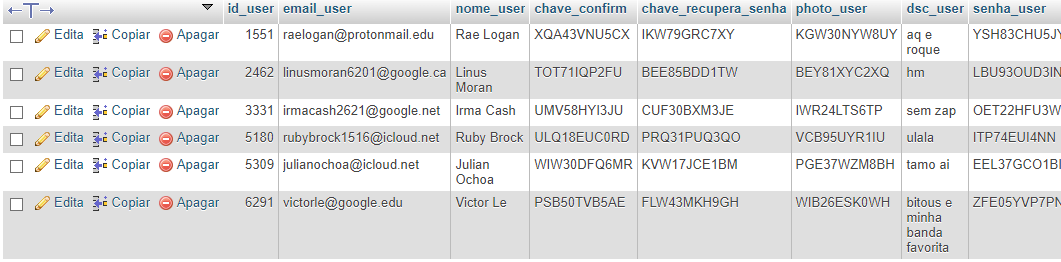 id_user email_user nome_user chave_confirm chave_recupera_senha photo_user dsc_user senha_user
Edita Copiar Apagar 1551 raelogan@protonmail.edu Rae Logan XQA43VNU5CX IKW79GRC7XY KGW30NYW8UY aq e YSH83CHU5JY
roque
Edita Copiar Apagar 2462 linusmoran6201@google.ca Linus TOT71IQP2FU BEE85BDD1TW BEY81XYC2XQ hm LBU93OUD3IN
Moran
Edita Copiar Apagar 3331 irmacash2621@google.net Irma Cash UMV58HYI3JU CUF30BXM3JE IWR24LTS6TP sem zap OET22HFU3W
Edita Copiar Apagar 5180 rubybrock1516@icloud.net Ruby Brock ULQ18EUC0RD PRQ31PUQ3QO VCB95UYR1IU ulala ITP74EUI4NN
Edita Copiar Apagar 5309 julianochoa@icloud.net Julian WIW30DFQ6MR KVW17JCE1BM PGE37WZM8BH tamo ai EEL37GCO1B
Ochoa
Edita Copiar Apagar 6291 victorle@google.edu Victor Le PSB50TVB5AE FLW43MKH9GH WIB26ESK0WH bitous e ZFE05YVP7PN
minha
banda
favorita